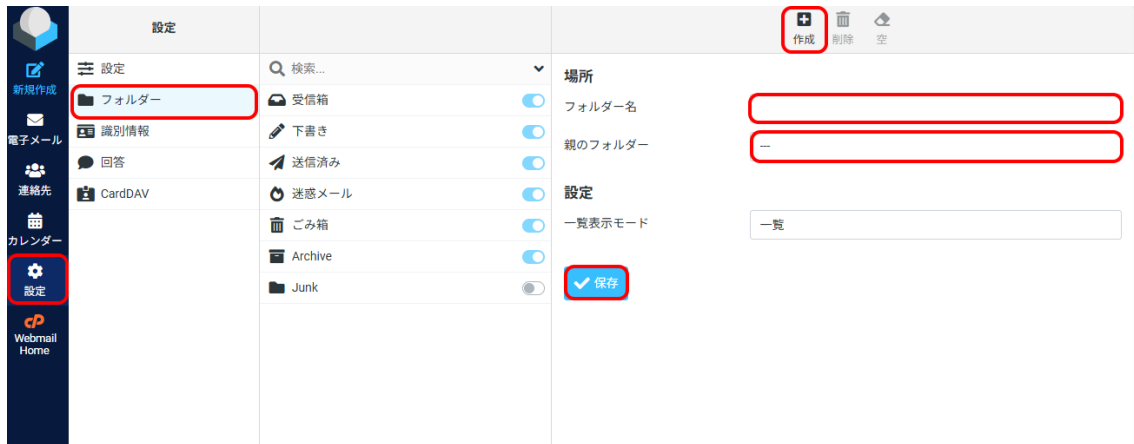 新規作成
電子メール
連絡先
カレンダー
設定
cP
Webmail
Home
設定
設定
フォルダー
識別情報
回答
CardDAV
検索...
受信箱
下書き
送信済み
迷惑メール
ごみ箱
Archive
Junk
作成 削除 空
場所
フォルダー名
親のフォルダー ---
設定
一覧表示モード 一覧
保存